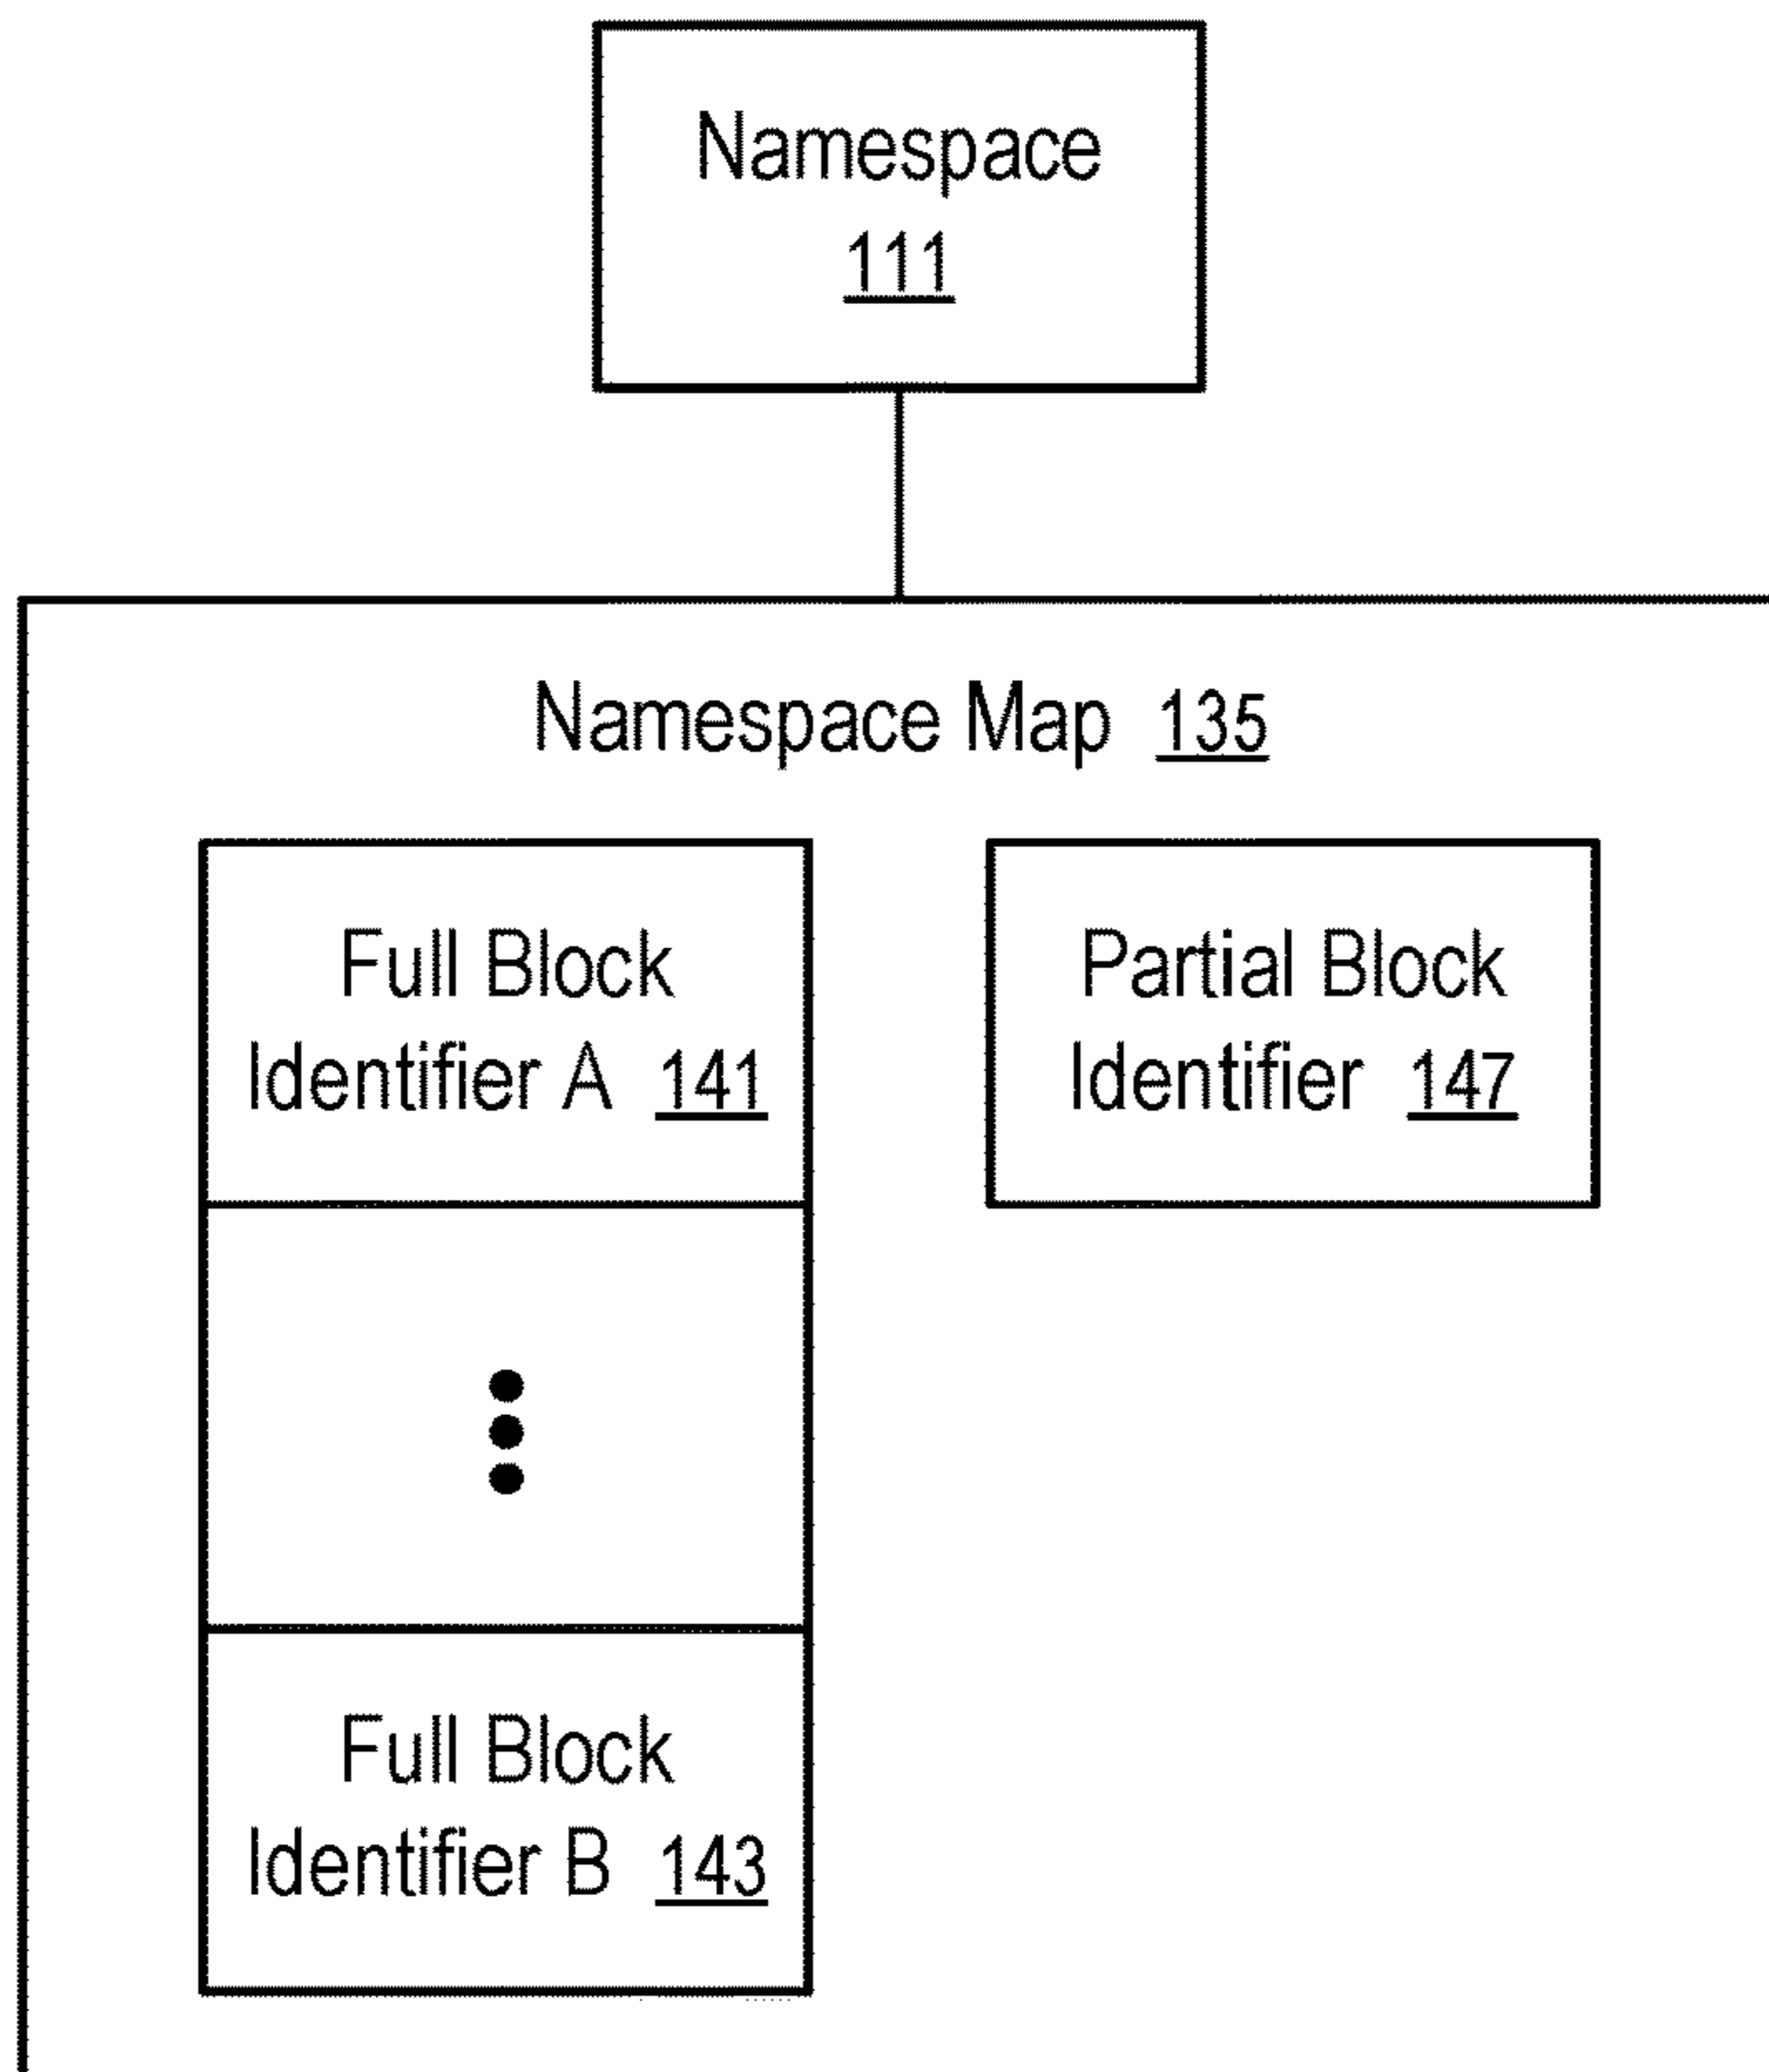 Namespace
111
Namespace Map 135
Full Block
Identifier A 141
Partial Block
Identifier 147
Full Block
Identifier B 143